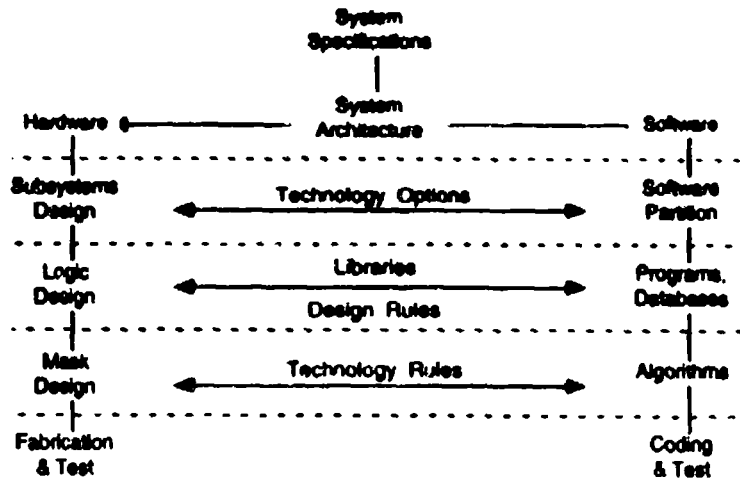 System
Specifications
System
Architecture
Hardware
Software
Subsystems
Design
Technology Options
Software
Partition
Logic
Design
Libraries
Design Rules
Programs,
Databases
Mask
Design
Technology Rules
Algorithms
Fabrication
& Test
Coding
& Test